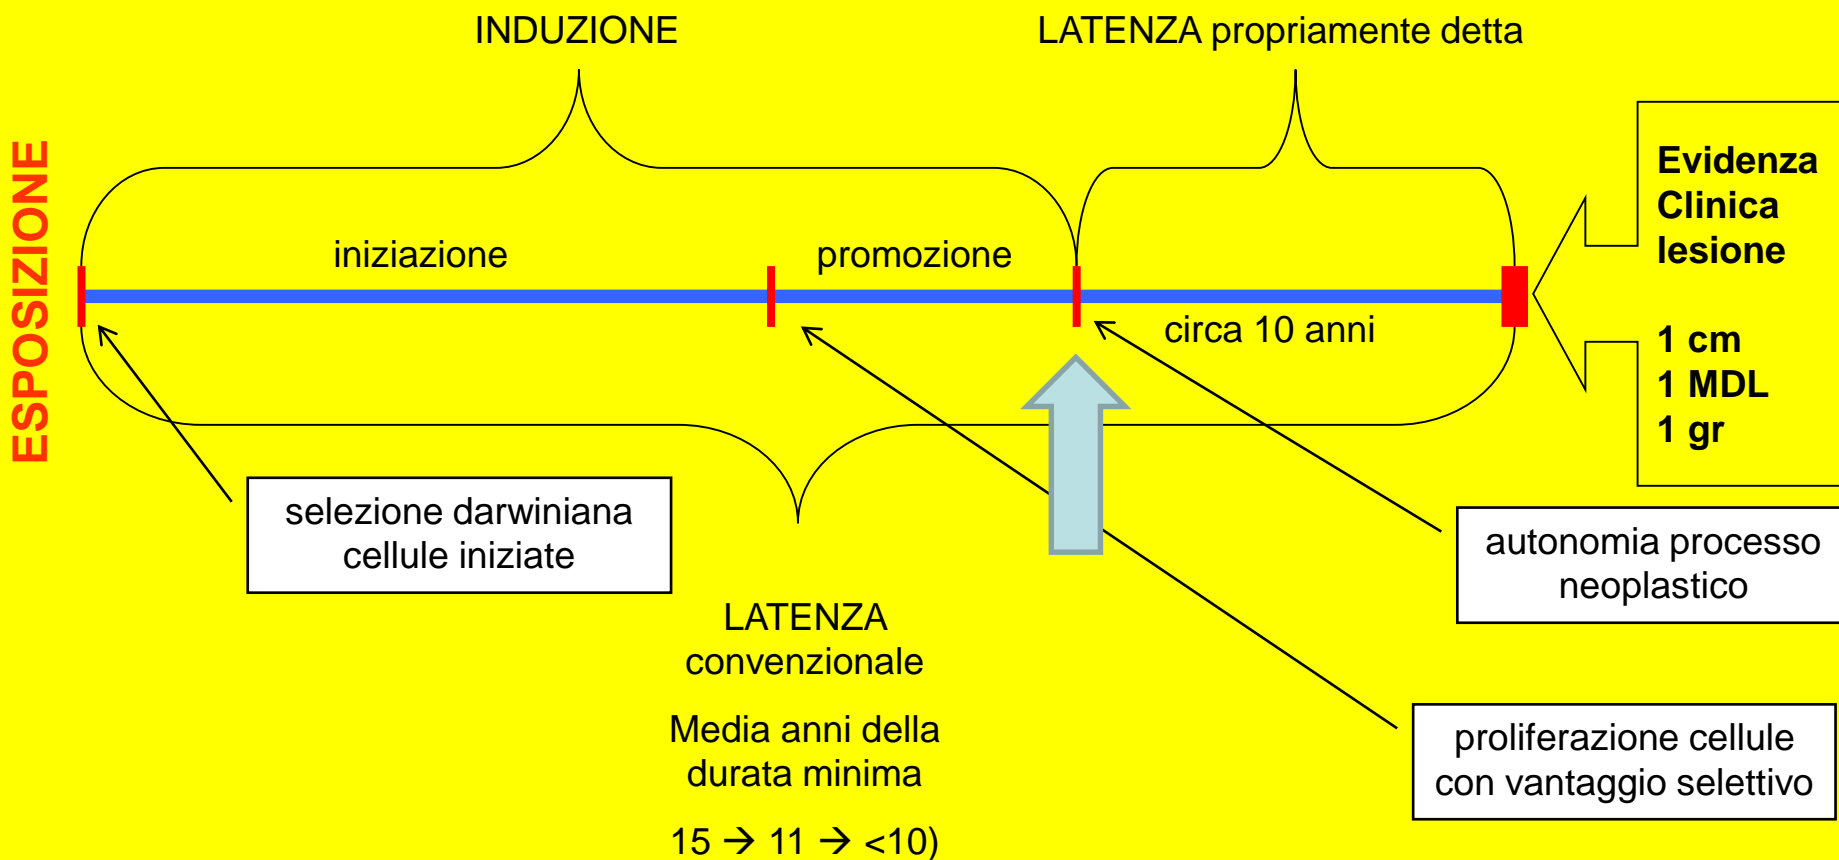 INDUZIONE
LATENZA propriamente detta
ESPOSIZIONE
iniziazione
promozione
circa 10 anni
Evidenza
Clinica
lesione
1 cm
1 MDL
1 gr
selezione darwiniana
cellule iniziate
autonomia processo
neoplastico
LATENZA
convenzionale
Media anni della
durata minima
15 → 11 → <10)
proliferazione cellule
con vantaggio selettivo